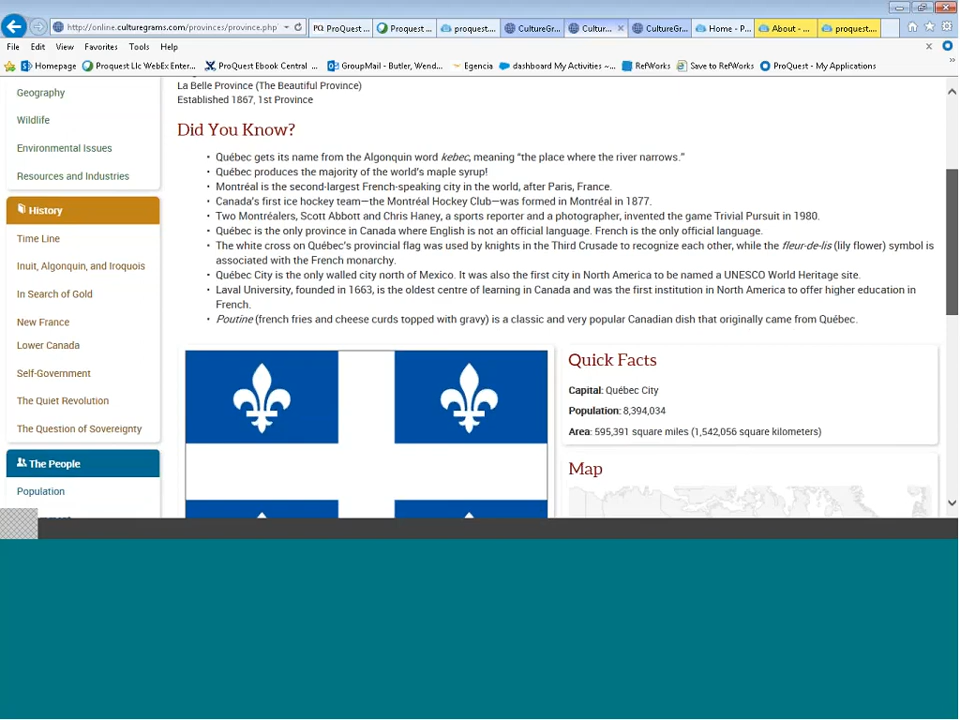 http://online.culturegrams.com/provinces/province.php
PQ ProQuest ...
Proquest ...
proquest....
CultureGr...
Cultur...
CultureGr...
Home - P...
About - ...
proquest....
File Edit View Favorites Tools Help
Homepage
Proquest Llc WebEx Enter...
ProQuest Ebook Central ...
GroupMail - Butler, Wend...
Egencia
dashboard My Activities ~...
RefWorks
Save to RefWorks
ProQuest - My Applications
Geography
Wildlife
Environmental Issues
Resources and Industries
History
Time Line
Inuit, Algonquin, and Iroquois
In Search of Gold
New France
Lower Canada
Self-Government
The Quiet Revolution
The Question of Sovereignty
The People
Population
La Belle Province (The Beautiful Province)
Established 1867, 1st Province
Did You Know?
• Québec gets its name from the Algonquin word kebec, meaning “the place where the river narrows.”
• Québec produces the majority of the world's maple syrup!
• Montréal is the second-largest French-speaking city in the world, after Paris, France.
• Canada's first ice hockey team—the Montréal Hockey Club—was formed in Montréal in 1877.
• Two Montréalers, Scott Abbott and Chris Haney, a sports reporter and a photographer, invented the game Trivial Pursuit in 1980.
• Québec is the only province in Canada where English is not an official language. French is the only official language.
• The white cross on Québec's provincial flag was used by knights in the Third Crusade to recognize each other, while the fleur-de-lis (lily flower) symbol is
associated with the French monarchy.
• Québec City is the only walled city north of Mexico. It was also the first city in North America to be named a UNESCO World Heritage site.
• Laval University, founded in 1663, is the oldest centre of learning in Canada and was the first institution in North America to offer higher education in
French.
• Poutine (french fries and cheese curds topped with gravy) is a classic and very popular Canadian dish that originally came from Québec.
Quick Facts
Capital: Québec City
Population: 8,394,034
Area: 595,391 square miles (1,542,056 square kilometers)
Map